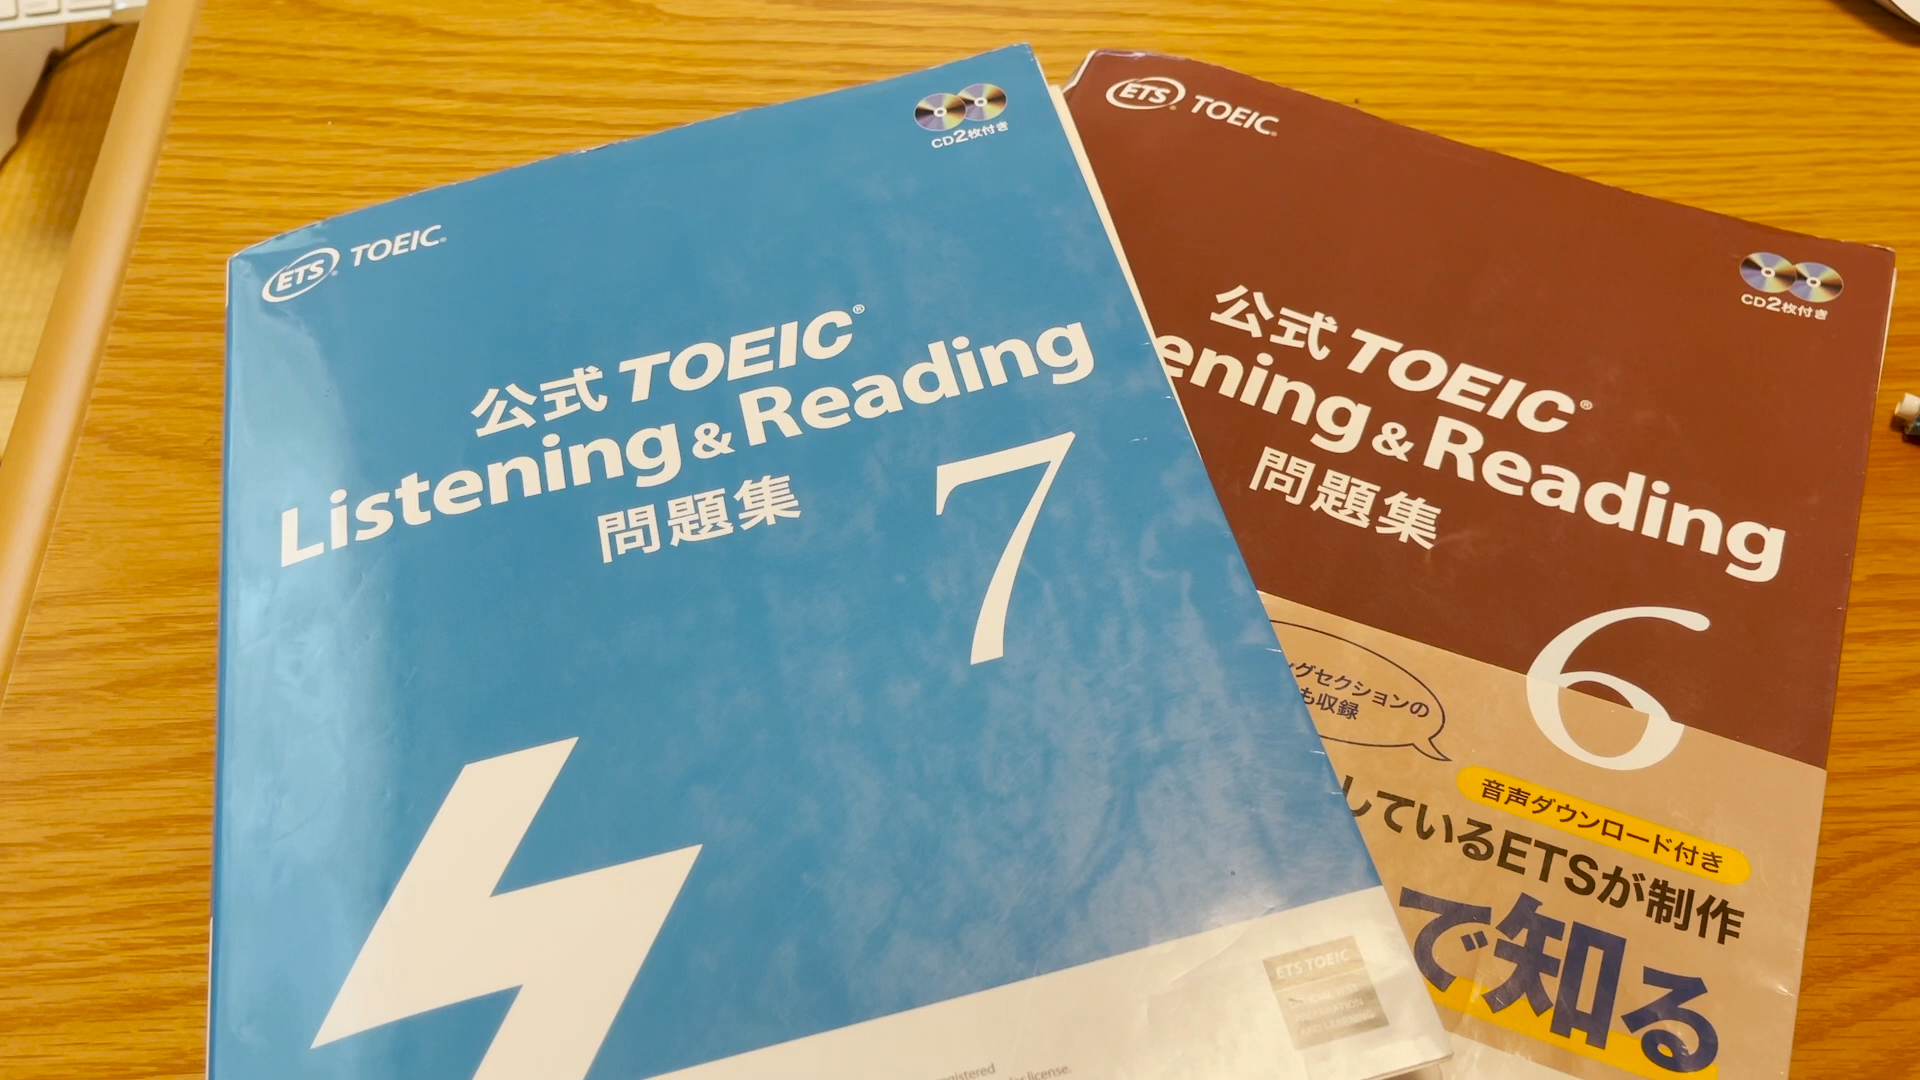 ETS TOEIC®
CD2枚付き
公式 TOEIC®
Listening & Reading
問題集
7
ETS TOEIC
ETS TOEIC®
CD2枚付き
公式 TOEIC®
ening & Reading
問題集
6
グセクションの
も収録
音声ダウンロード付き
しているETSが制作
で知る